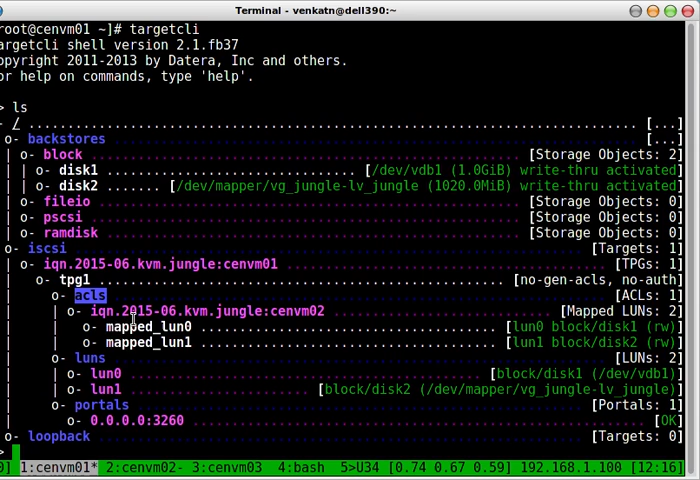 Terminal - venkatn@dell390:~
root@cenvm01 ~]# targetcli
argetcli shell version 2.1.fb37
opyright 2011-2013 by Datera, Inc and others.
or help on commands, type 'help'.
> ls
- / ................................................................ [...]
o- backstores ...................................................... [...]
| o- block .......................................... [Storage Objects: 2]
| | o- disk1 ................................ [/dev/vdb1 (1.0GiB) write-thru activated]
| | o- disk2 ....... [/dev/mapper/vg_jungle-lv_jungle (1020.0MiB) write-thru activated]
| o- fileio ......................................... [Storage Objects: 0]
| o- pscsi .......................................... [Storage Objects: 0]
| o- ramdisk ........................................ [Storage Objects: 0]
o- iscsi .................................................... [Targets: 1]
| o- iqn.2015-06.kvm.jungle:cenvm01 ............................ [TPGs: 1]
|   o- tpg1 ....................................... [no-gen-acls, no-auth]
|     o- acls .................................................. [ACLs: 1]
|     | o- iqn.2015-06.kvm.jungle:cenvm02 ............... [Mapped LUNs: 2]
|     |   o- mapped_lun0 ............................... [lun0 block/disk1 (rw)]
|     |   o- mapped_lun1 ............................... [lun1 block/disk2 (rw)]
|     o- luns .................................................. [LUNs: 2]
|     | o- lun0 ................................ [block/disk1 (/dev/vdb1)]
|     | o- lun1 .................. [block/disk2 (/dev/mapper/vg_jungle-lv_jungle)]
|     o- portals ............................................ [Portals: 1]
|       o- 0.0.0.0:3260 ............................................. [OK]
o- loopback ................................................. [Targets: 0]
>
0] 1:cenvm01* 2:cenvm02- 3:cenvm03 4:bash 5>U34 [0.74 0.67 0.59] 192.168.1.100 [12:16]